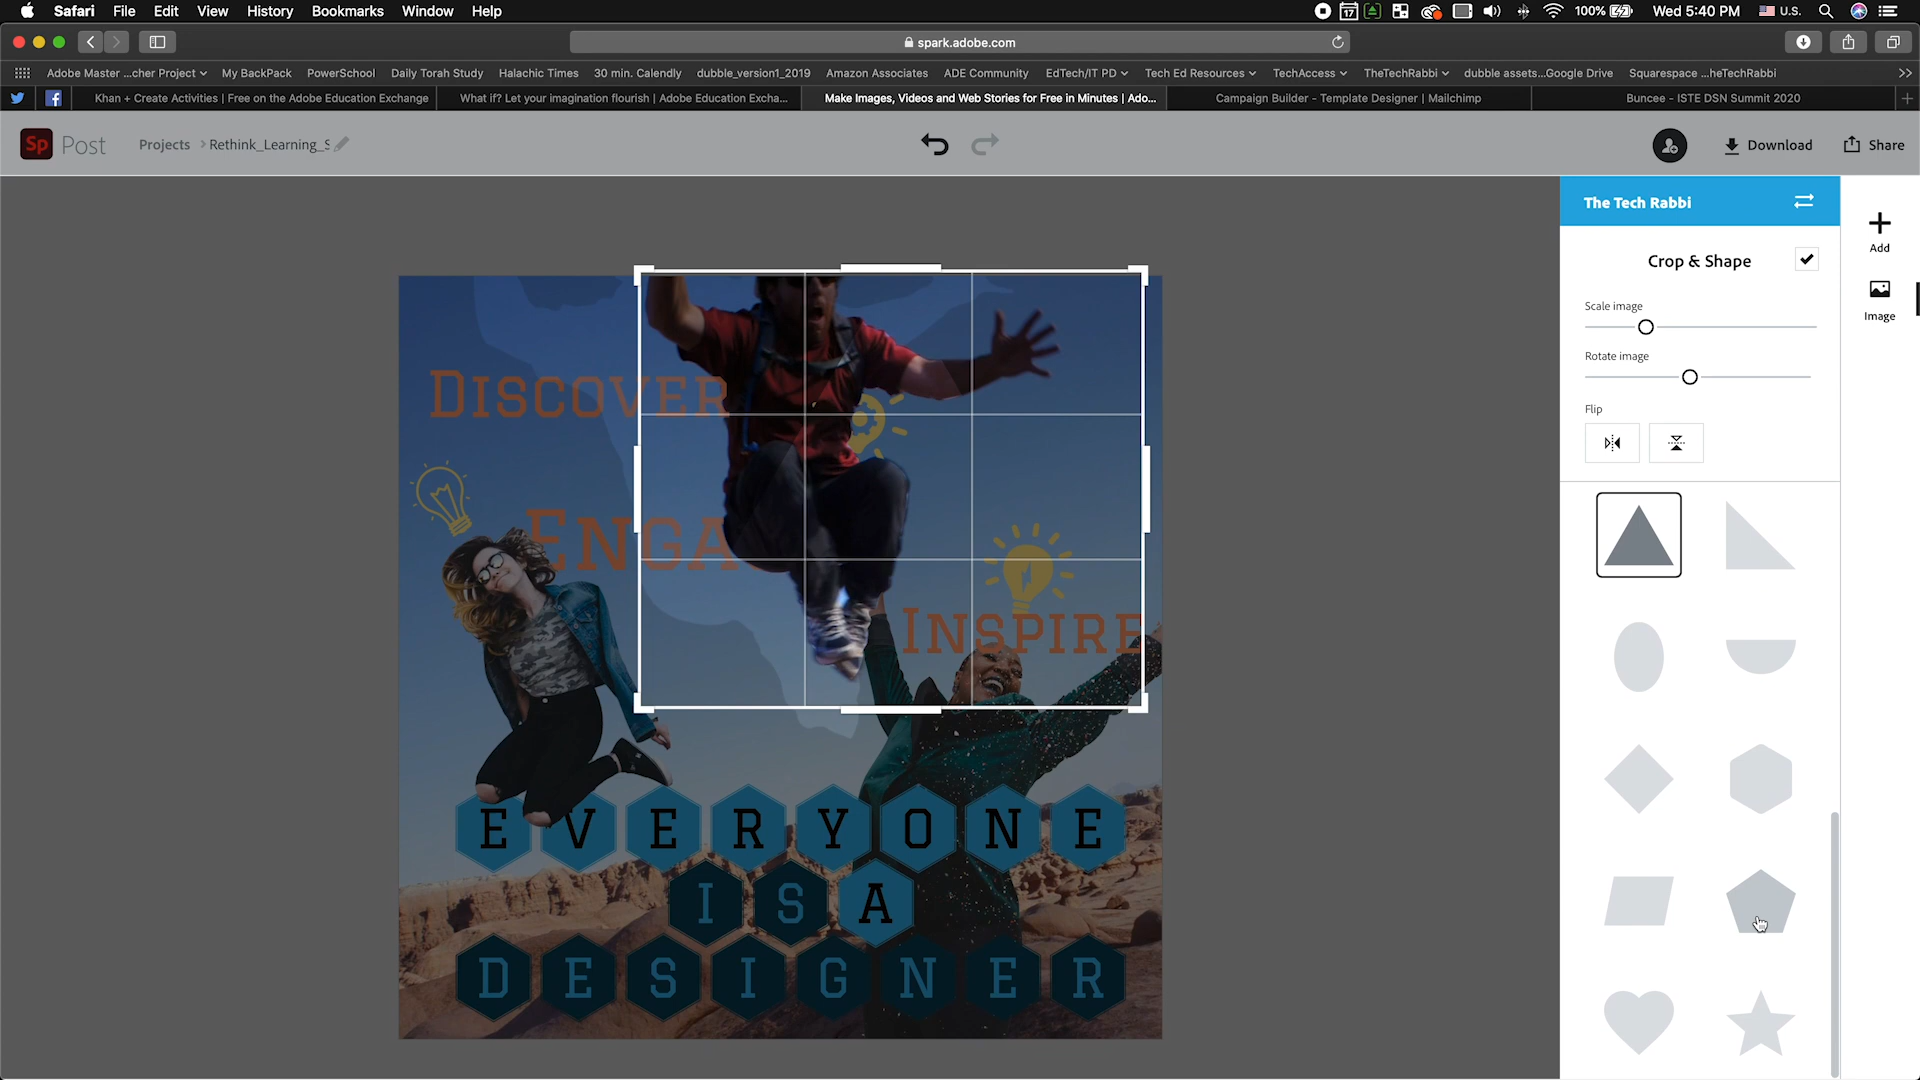 Safari File Edit View History Bookmarks Window Help 17 100% Wed 5:40 PM U.S.
spark.adobe.com
Adobe Master ...cher Project My BackPack PowerSchool Daily Torah Study Halachic Times 30 min. Calendly dubble_version1_2019 Amazon Associates ADE Community EdTech/IT PD Tech Ed Resources TechAccess TheTechRabbi dubble assets...Google Drive Squarespace ...heTechRabbi
Khan + Create Activities | Free on the Adobe Education Exchange What if? Let your imagination flourish | Adobe Education Excha... Make Images, Videos and Web Stories for Free in Minutes | Ado... Campaign Builder - Template Designer | Mailchimp Buncee - ISTE DSN Summit 2020
Sp Post Projects > Rethink_Learning_S Download Share
The Tech Rabbi
Add
Crop & Shape
Scale image
Image
Rotate image
Flip
DISCOVER
ENGA
INSPIRE
EVERYONE
IS A
DESIGNER